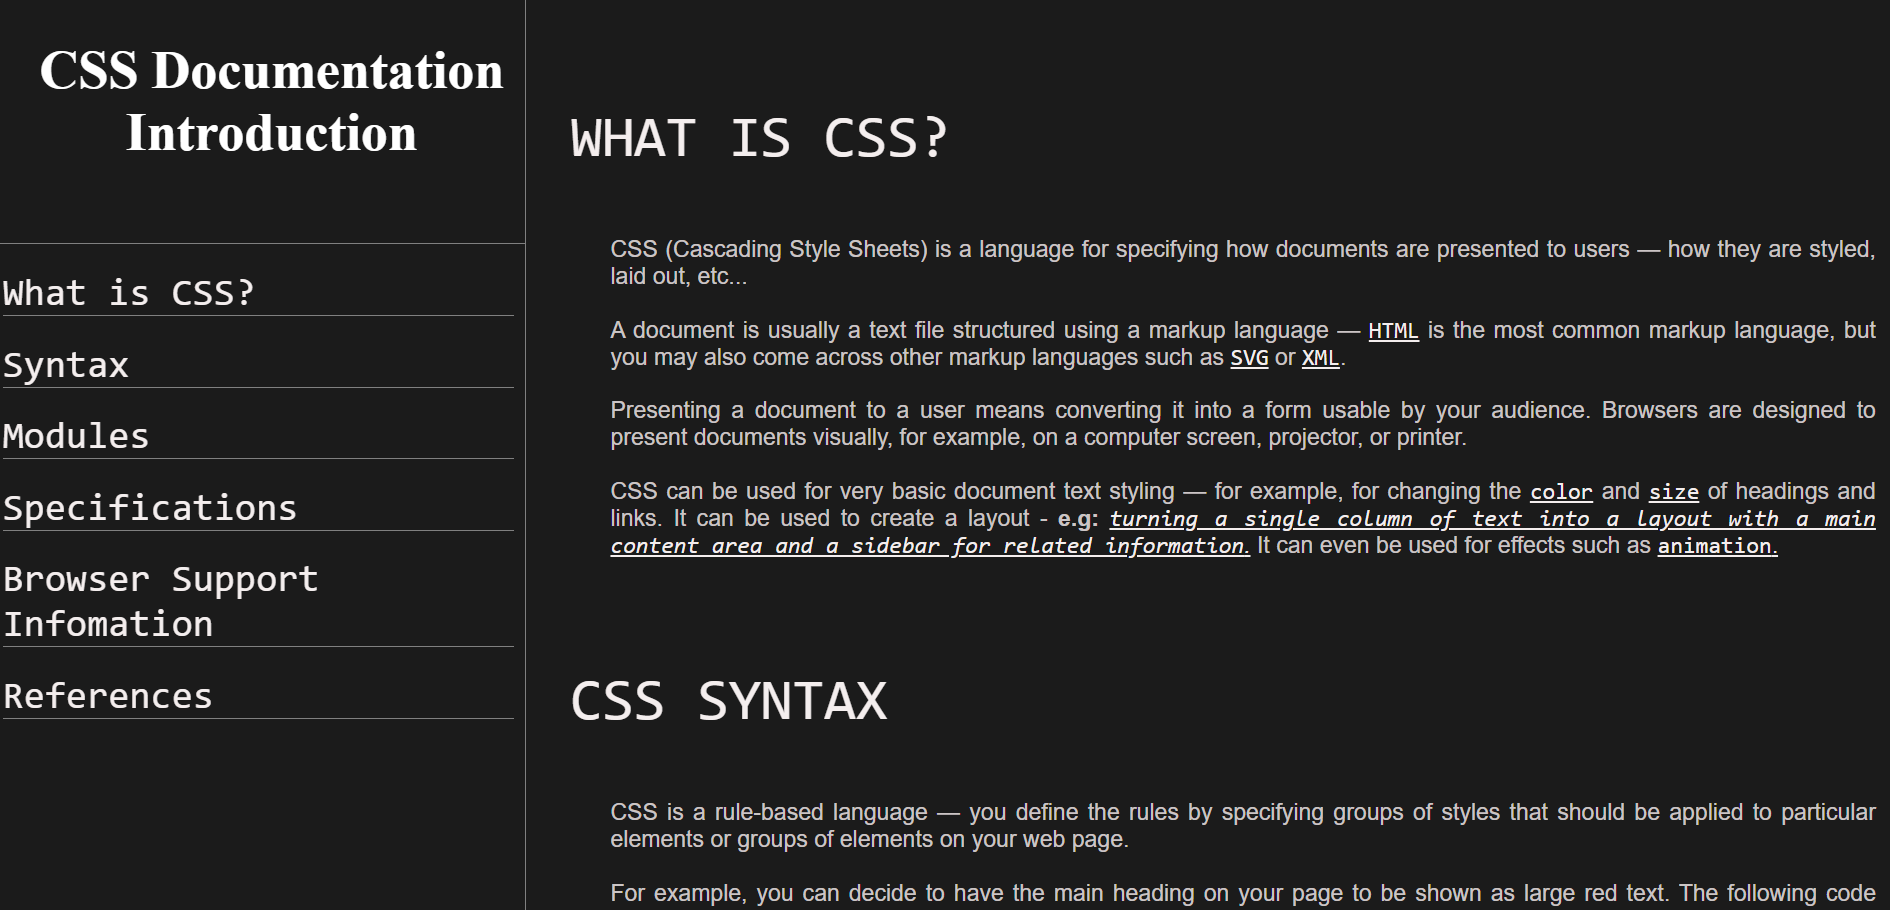 CSS Documentation
Introduction
What is CSS?
Syntax
Modules
Specifications
Browser Support
Infomation
References
WHAT IS CSS?
CSS (Cascading Style Sheets) is a language for specifying how documents are presented to users — how they are styled,
laid out, etc...
A document is usually a text file structured using a markup language — HTML is the most common markup language, but
you may also come across other markup languages such as SVG or XML.
Presenting a document to a user means converting it into a form usable by your audience. Browsers are designed to
present documents visually, for example, on a computer screen, projector, or printer.
CSS can be used for very basic document text styling — for example, for changing the color and size of headings and
links. It can be used to create a layout - e.g: turning a single column of text into a layout with a main
content area and a sidebar for related information. It can even be used for effects such as animation.
CSS SYNTAX
CSS is a rule-based language — you define the rules by specifying groups of styles that should be applied to particular
elements or groups of elements on your web page.
For example, you can decide to have the main heading on your page to be shown as large red text. The following code